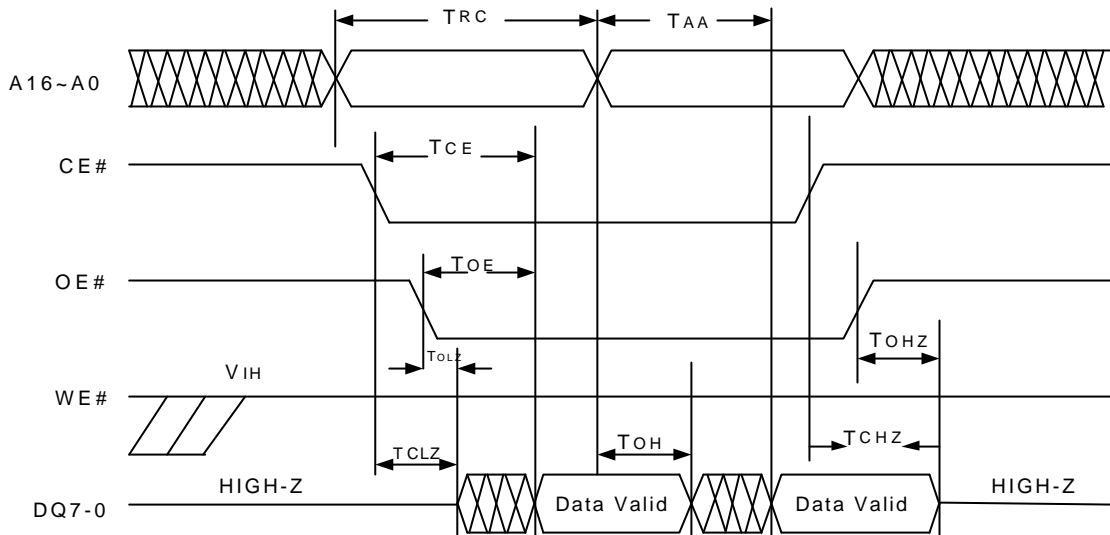 TRC TAA
A16~A0
TCE
CE#
TOE
OE#
TOLZ TOHZ
VIH
WE#
TCLZ TOH TCHZ
HIGH-Z Data Valid Data Valid HIGH-Z
DQ7-0